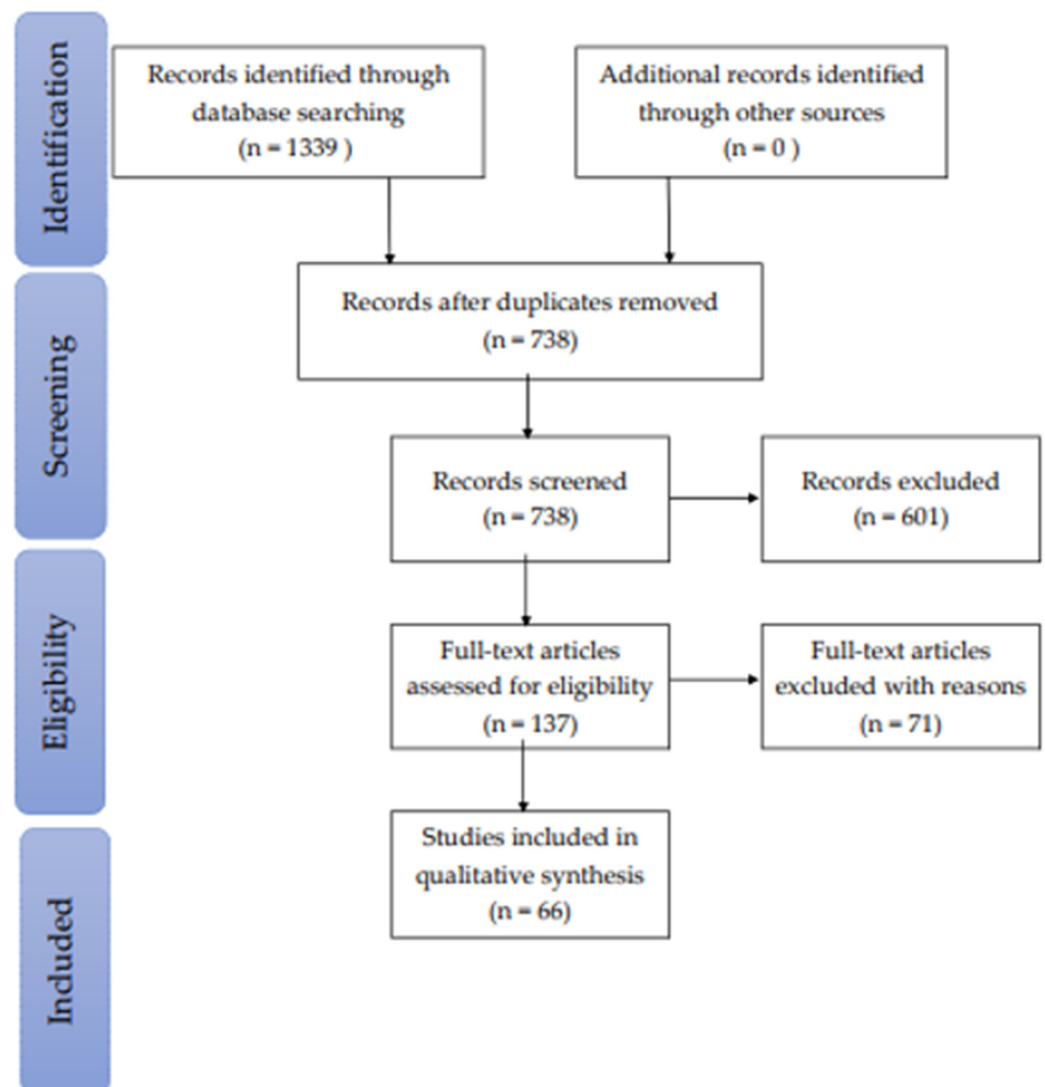 Identification
Records identified through
database searching
(n = 1339 )
Additional records identified
through other sources
(n = 0 )
Screening
Records after duplicates removed
(n = 738)
Records screened
(n = 738)
Records excluded
(n = 601)
Eligibility
Full-text articles
assessed for eligibility
(n = 137)
Full-text articles
excluded with reasons
(n = 71)
Included
Studies included in
qualitative synthesis
(n = 66)